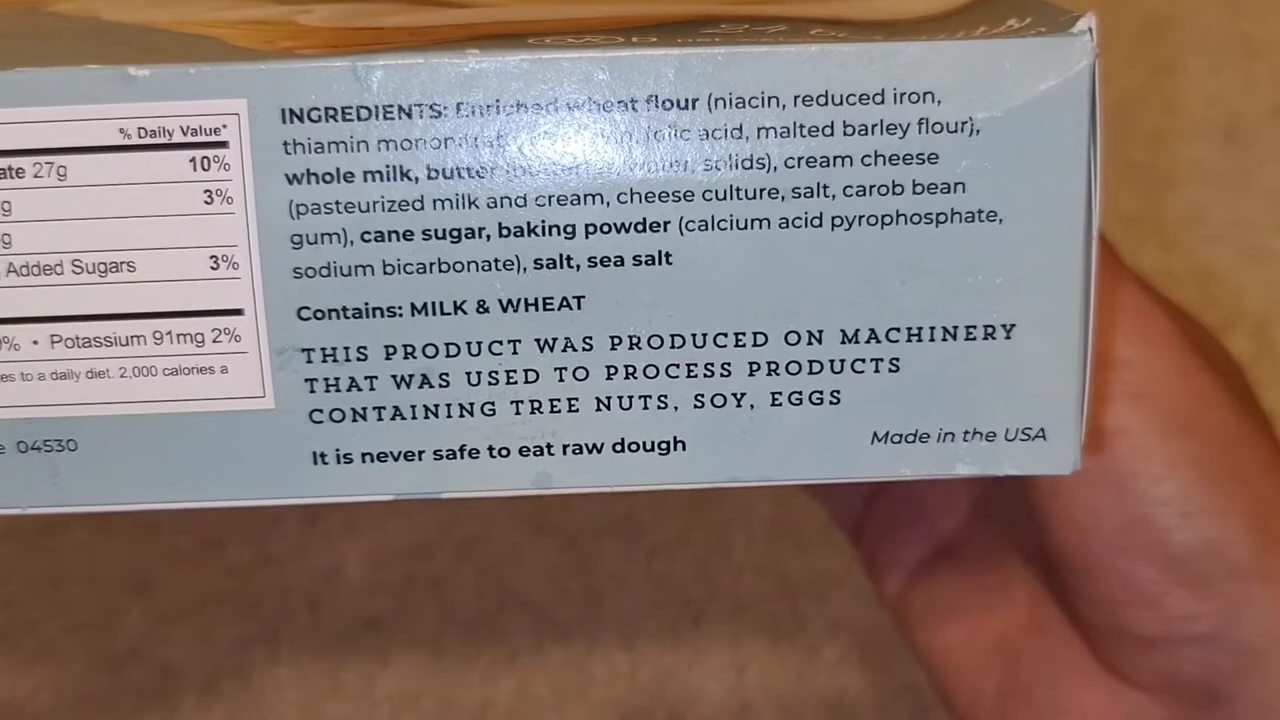 % Daily Value*
ate 27g 10%
g 3%
g
Added Sugars 3%
% • Potassium 91mg 2%
es to a daily diet. 2,000 calories a
e 04530
INGREDIENTS: Enriched wheat flour (niacin, reduced iron,
thiamin folic acid, malted barley flour),
whole milk, butter solids), cream cheese
(pasteurized milk and cream, cheese culture, salt, carob bean
gum), cane sugar, baking powder (calcium acid pyrophosphate,
sodium bicarbonate), salt, sea salt
Contains: MILK & WHEAT
THIS PRODUCT WAS PRODUCED ON MACHINERY
THAT WAS USED TO PROCESS PRODUCTS
CONTAINING TREE NUTS, SOY, EGGS
It is never safe to eat raw dough
Made in the USA